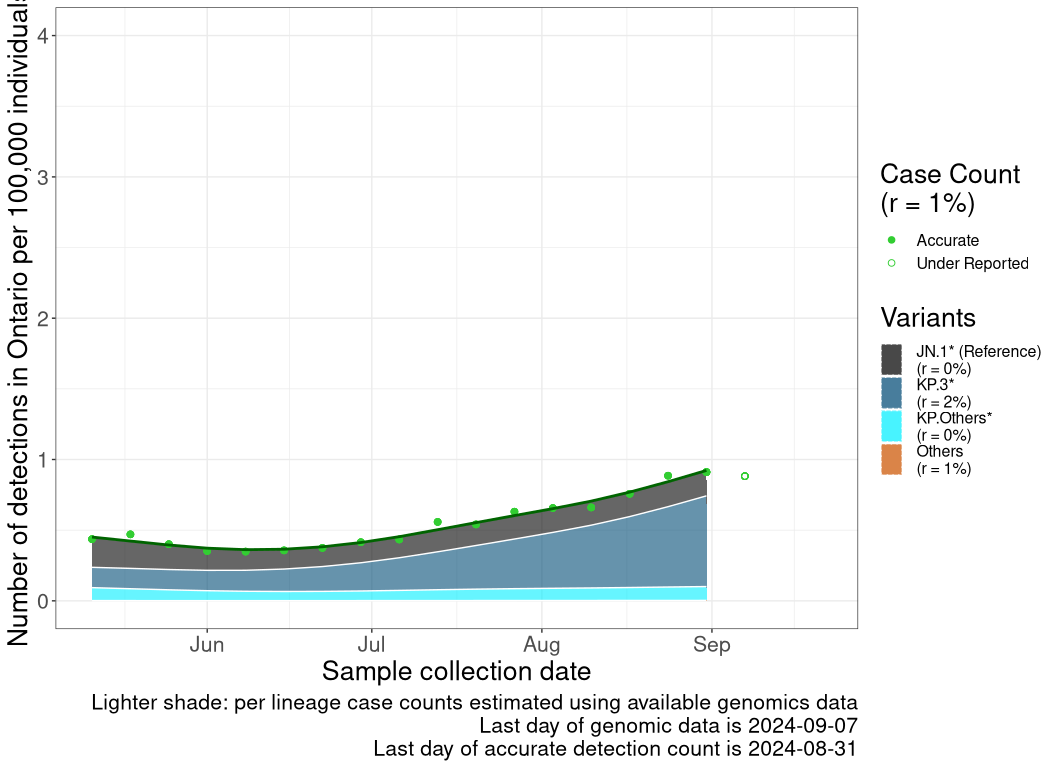 Number of detections in Ontario per 100,000 individuals
4
3
2
1
0
Jun
Jul
Aug
Sep
Sample collection date
Lighter shade: per lineage case counts estimated using available genomics data
Last day of genomic data is 2024-09-07
Last day of accurate detection count is 2024-08-31
Case Count
(r = 1%)
Accurate
Under Reported
Variants
JN.1* (Reference)
(r = 0%)
KP.3*
(r = 2%)
KP.Others*
(r = 0%)
Others
(r = 1%)